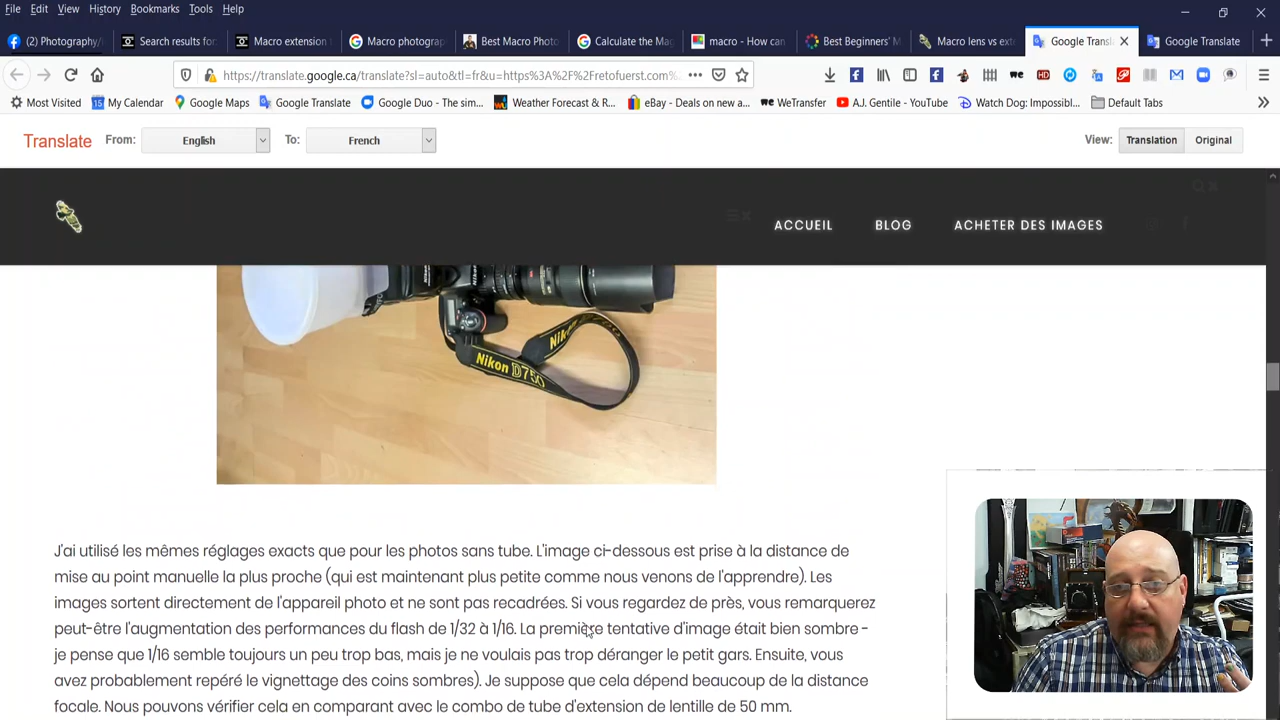 File Edit View History Bookmarks Tools Help
(2) Photography/ Search results for: Macro extension Macro photograp Best Macro Photo Calculate the Mag macro - How can Best Beginners' M Macro lens vs ext Google Transl Google Translate
https://translate.google.ca/translate?sl=auto&tl=fr&u=https%3A%2F%2Fretofuerst.com%
Most Visited My Calendar Google Maps Google Translate Google Duo - The sim... Weather Forecast & R... eBay - Deals on new a... WeTransfer A.J. Gentile - YouTube Watch Dog: Impossibl... Default Tabs
Translate From: English To: French View: Translation Original
ACCUEIL BLOG ACHETER DES IMAGES
Nikon
Nikon D750
J'ai utilisé les mêmes réglages exacts que pour les photos sans tube. L'image ci-dessous est prise à la distance de
mise au point manuelle la plus proche (qui est maintenant plus petite comme nous venons de l'apprendre). Les
images sortent directement de l'appareil photo et ne sont pas recadrées. Si vous regardez de près, vous remarquerez
peut-être l'augmentation des performances du flash de 1/32 à 1/16. La première tentative d'image était bien sombre -
je pense que 1/16 semble toujours un peu trop bas, mais je ne voulais pas trop déranger le petit gars. Ensuite, vous
avez probablement repéré le vignettage des coins sombres). Je suppose que cela dépend beaucoup de la distance
focale. Nous pouvons vérifier cela en comparant avec le combo de tube d'extension de lentille de 50 mm.